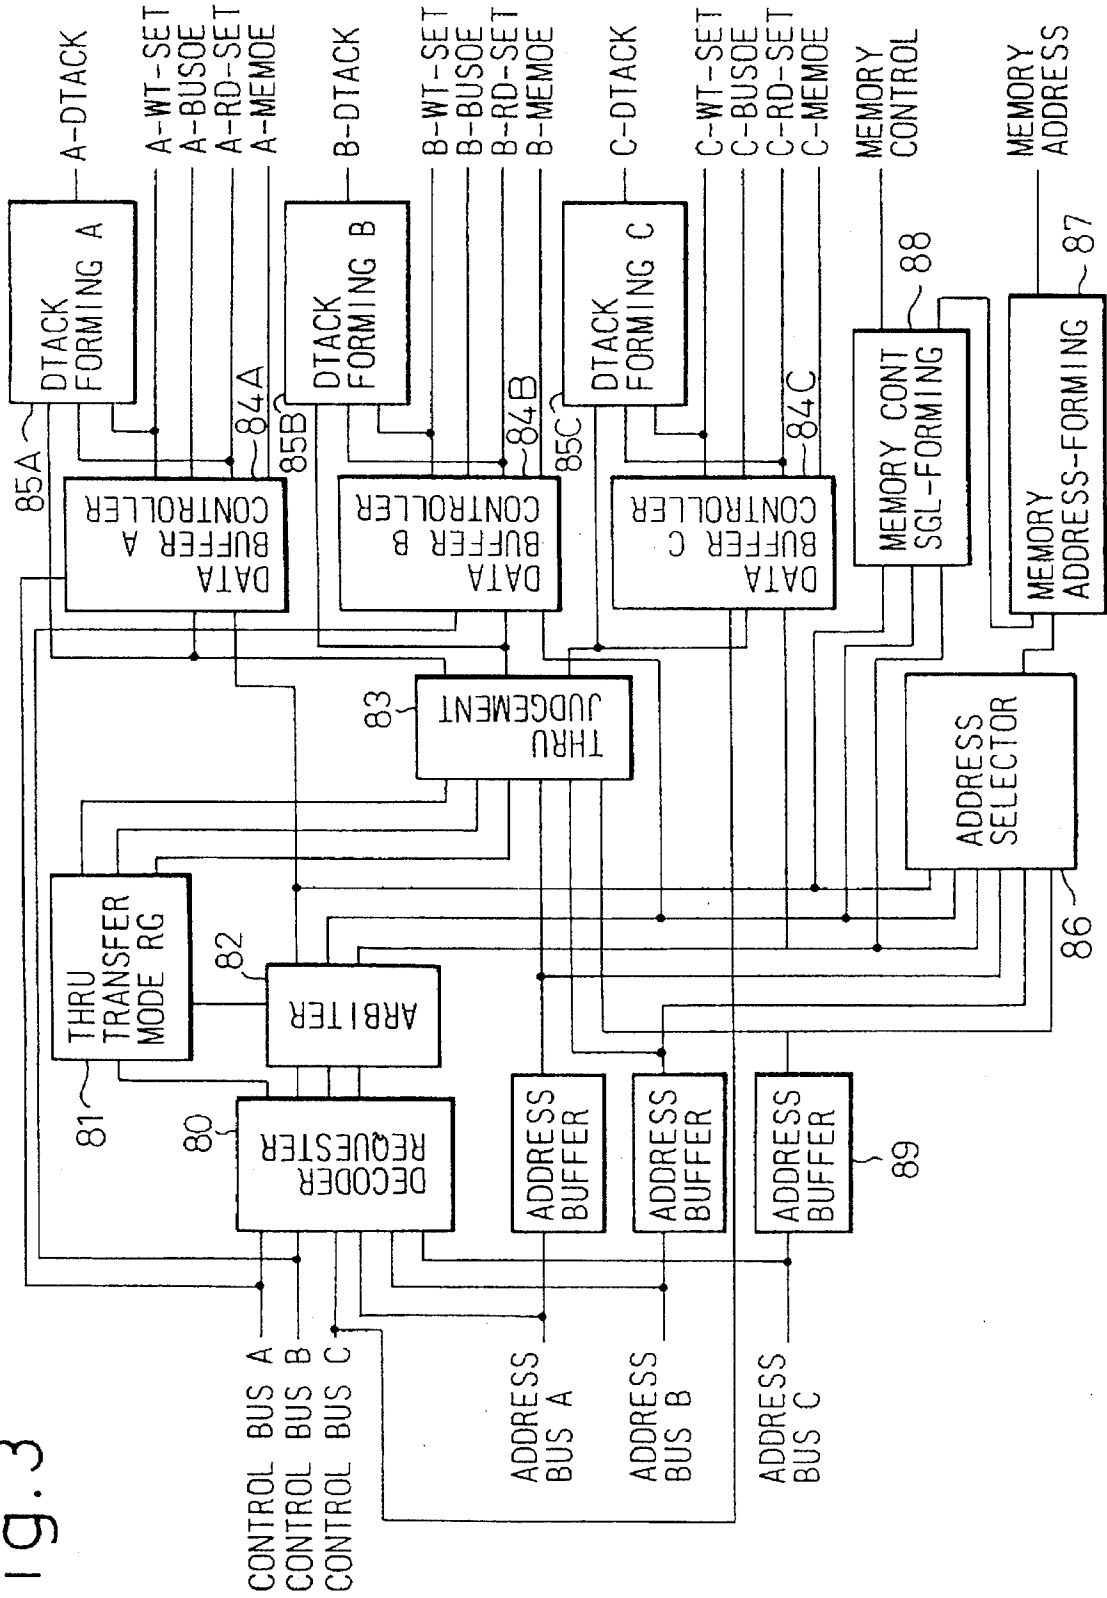 ig.3
CONTROL BUS A
CONTROL BUS B
CONTROL BUS C
ADDRESS
BUS A
ADDRESS
BUS B
ADDRESS
BUS C
80
DECODER
REQUESTER
81
THRU
TRANSFER
MODE RG
82
ARBITER
ADDRESS
BUFFER
ADDRESS
BUFFER
ADDRESS
BUFFER
89
83
THRU
JUDGEMENT
ADDRESS
SELECTOR
86
DATA
BUFFER A
CONTROLLER
84A
DATA
BUFFER B
CONTROLLER
84B
DATA
BUFFER C
CONTROLLER
84C
85A
DTACK
FORMING A
85B
DTACK
FORMING B
85C
DTACK
FORMING C
MEMORY CONT
SGL-FORMING
88
MEMORY
ADDRESS-FORMING
87
A-DTACK
A-WT-SET
A-BUSOE
A-RD-SET
A-MEMOE
B-DTACK
B-WT-SET
B-BUSOE
B-RD-SET
B-MEMOE
C-DTACK
C-WT-SET
C-BUSOE
C-RD-SET
C-MEMOE
MEMORY
CONTROL
MEMORY
ADDRESS